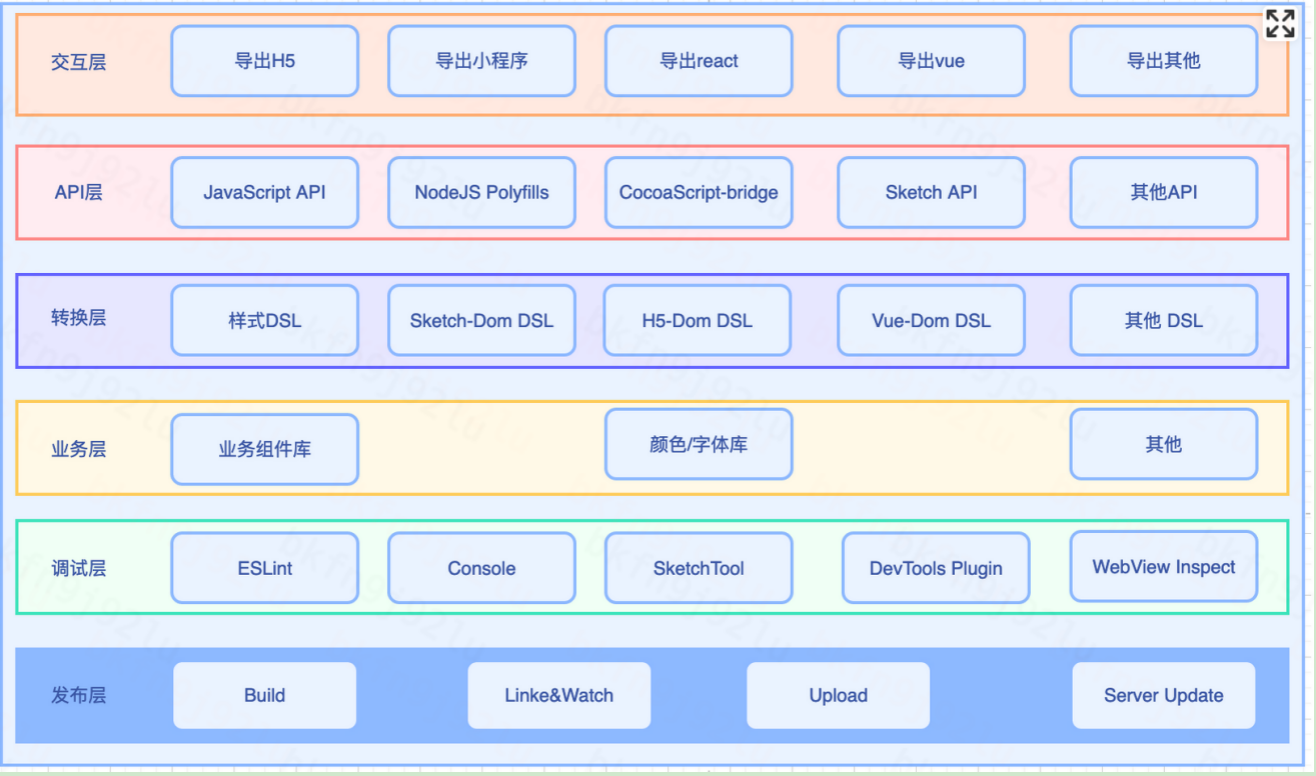 交互层
导出H5
导出小程序
导出react
导出vue
导出其他
API层
JavaScript API
NodeJS Polyfills
CocoaScript-bridge
Sketch API
其他API
转换层
样式DSL
Sketch-Dom DSL
H5-Dom DSL
Vue-Dom DSL
其他 DSL
业务层
业务组件库
颜色/字体库
其他
调试层
ESLint
Console
SketchTool
DevTools Plugin
WebView Inspect
发布层
Build
Linke&Watch
Upload
Server Update